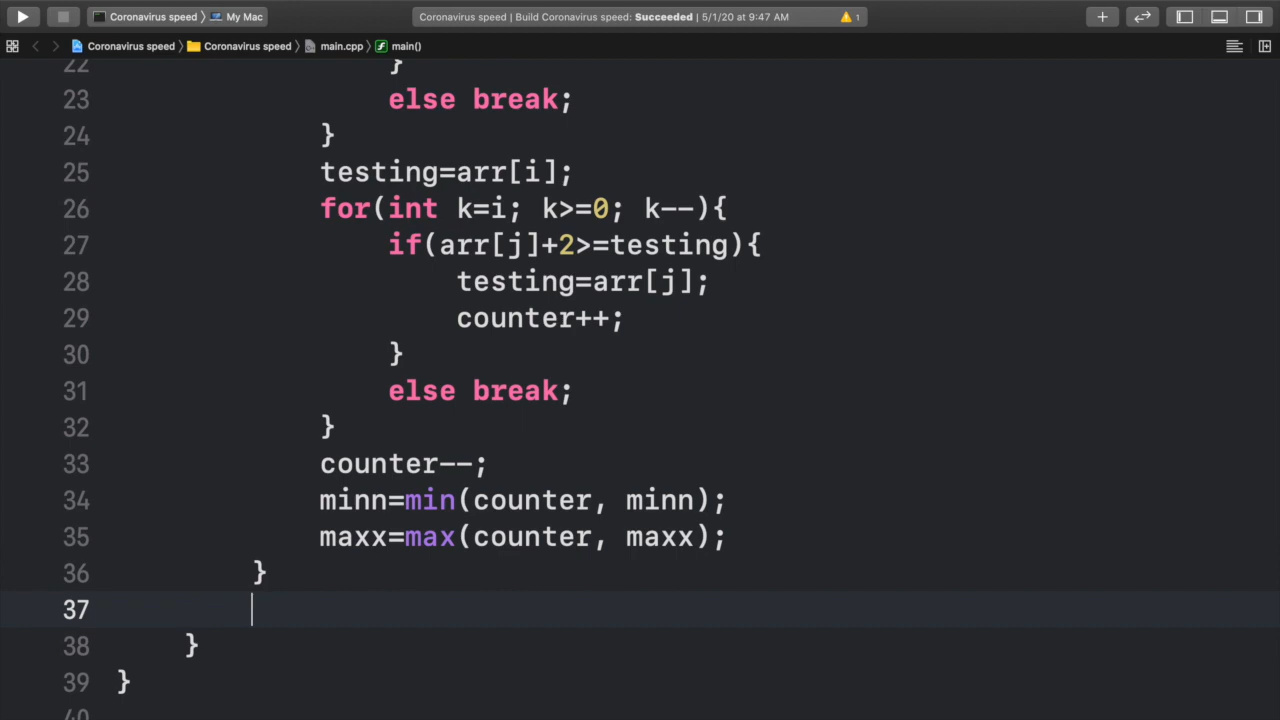 Coronavirus speed 〉 My Mac
Coronavirus speed | Build Coronavirus speed: Succeeded | 5/1/20 at 9:47 AM
1
Coronavirus speed 〉 Coronavirus speed 〉 main.cpp 〉 f main()
22 }
23 else break;
24 }
25 testing=arr[i];
26 for(int k=i; k>=0; k--){
27 if(arr[j]+2>=testing){
28 testing=arr[j];
29 counter++;
30 }
31 else break;
32 }
33 counter--;
34 minn=min(counter, minn);
35 maxx=max(counter, maxx);
36 }
37
38 }
39 }
40